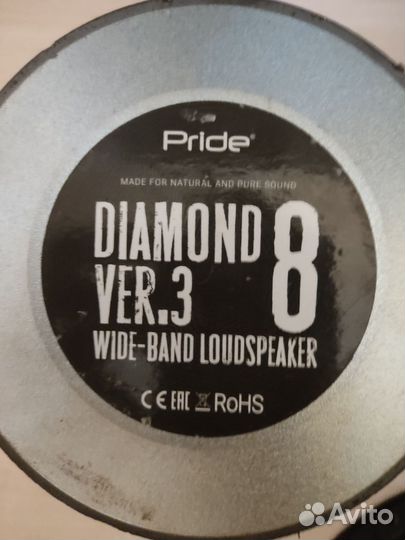 Pride®
MADE FOR NATURAL AND PURE SOUND
DIAMOND 8
VER.3
WIDE-BAND LOUDSPEAKER
CE EAC RoHS
Avito